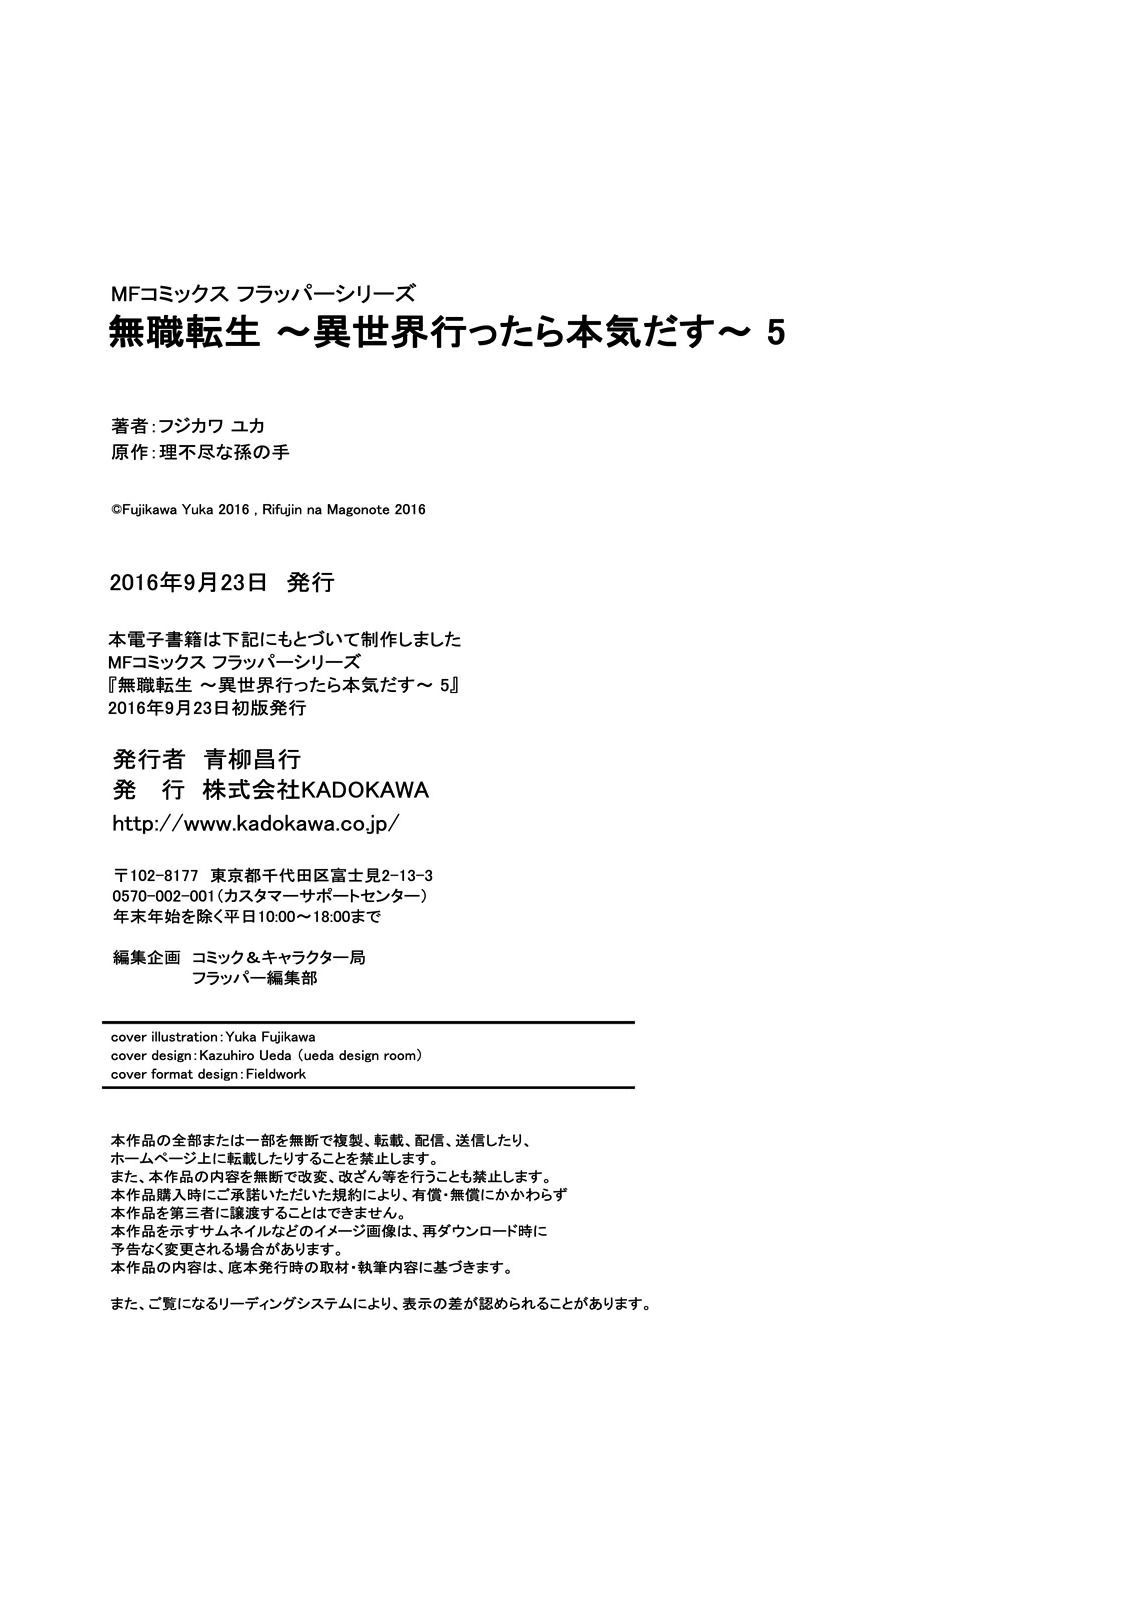 MFコミックス フラッパーシリーズ
無職転生 ～異世界行ったら本気だす～ 5
著者：フジカワ ユカ
原作：理不尽な孫の手
©Fujikawa Yuka 2016 , Rifujin na Magonote 2016
2016年9月23日　発行
本電子書籍は下記にもとづいて制作しました
MFコミックス フラッパーシリーズ
『無職転生 ～異世界行ったら本気だす～ 5』
2016年9月23日初版発行
発行者　青柳昌行
発　行　株式会社KADOKAWA
http://www.kadokawa.co.jp/
〒102-8177　東京都千代田区富士見2-13-3
0570-002-001（カスタマーサポートセンター）
年末年始を除く平日10:00～18:00まで
編集企画　コミック＆キャラクター局
フラッパー編集部
cover illustration：Yuka Fujikawa
cover design：Kazuhiro Ueda（ueda design room）
cover format design：Fieldwork
本作品の全部または一部を無断で複製、転載、配信、送信したり、
ホームページ上に転載したりすることを禁止します。
また、本作品の内容を無断で改変、改ざん等を行うことも禁止します。
本作品購入時にご承諾いただいた規約により、有償・無償にかかわらず
本作品を第三者に譲渡することはできません。
本作品を示すサムネイルなどのイメージ画像は、再ダウンロード時に
予告なく変更される場合があります。
本作品の内容は、底本発行時の取材・執筆内容に基づきます。
また、ご覧になるリーディングシステムにより、表示の差が認められることがあります。